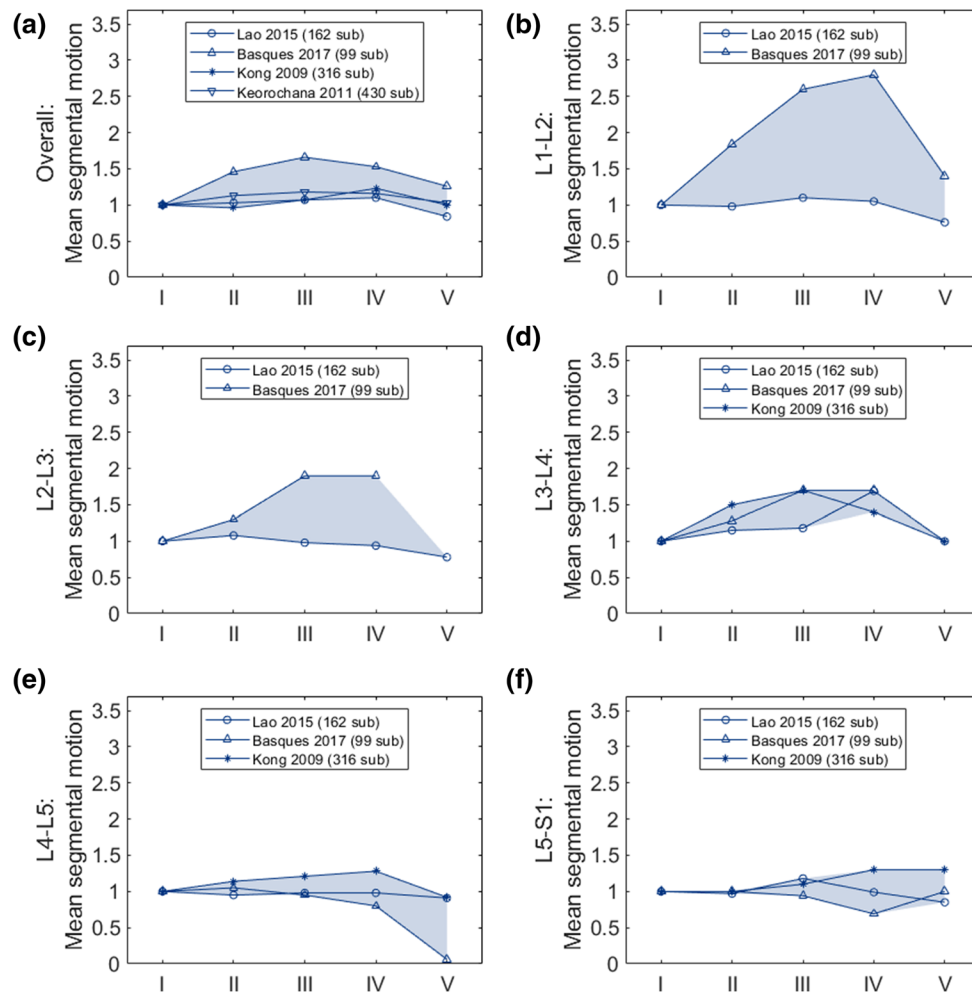 (a)
Overall:
Mean segmental motion
3.5
3
2.5
2
1.5
1
0.5
0
Lao 2015 (162 sub)
Basques 2017 (99 sub)
Kong 2009 (316 sub)
Keorochana 2011 (430 sub)
I II III IV V
(b)
L1-L2:
Mean segmental motion
3.5
3
2.5
2
1.5
1
0.5
0
Lao 2015 (162 sub)
Basques 2017 (99 sub)
I II III IV V
(c)
L2-L3:
Mean segmental motion
3.5
3
2.5
2
1.5
1
0.5
0
Lao 2015 (162 sub)
Basques 2017 (99 sub)
I II III IV V
(d)
L3-L4:
Mean segmental motion
3.5
3
2.5
2
1.5
1
0.5
0
Lao 2015 (162 sub)
Basques 2017 (99 sub)
Kong 2009 (316 sub)
I II III IV V
(e)
L4-L5:
Mean segmental motion
3.5
3
2.5
2
1.5
1
0.5
0
Lao 2015 (162 sub)
Basques 2017 (99 sub)
Kong 2009 (316 sub)
I II III IV V
(f)
L5-S1:
Mean segmental motion
3.5
3
2.5
2
1.5
1
0.5
0
Lao 2015 (162 sub)
Basques 2017 (99 sub)
Kong 2009 (316 sub)
I II III IV V